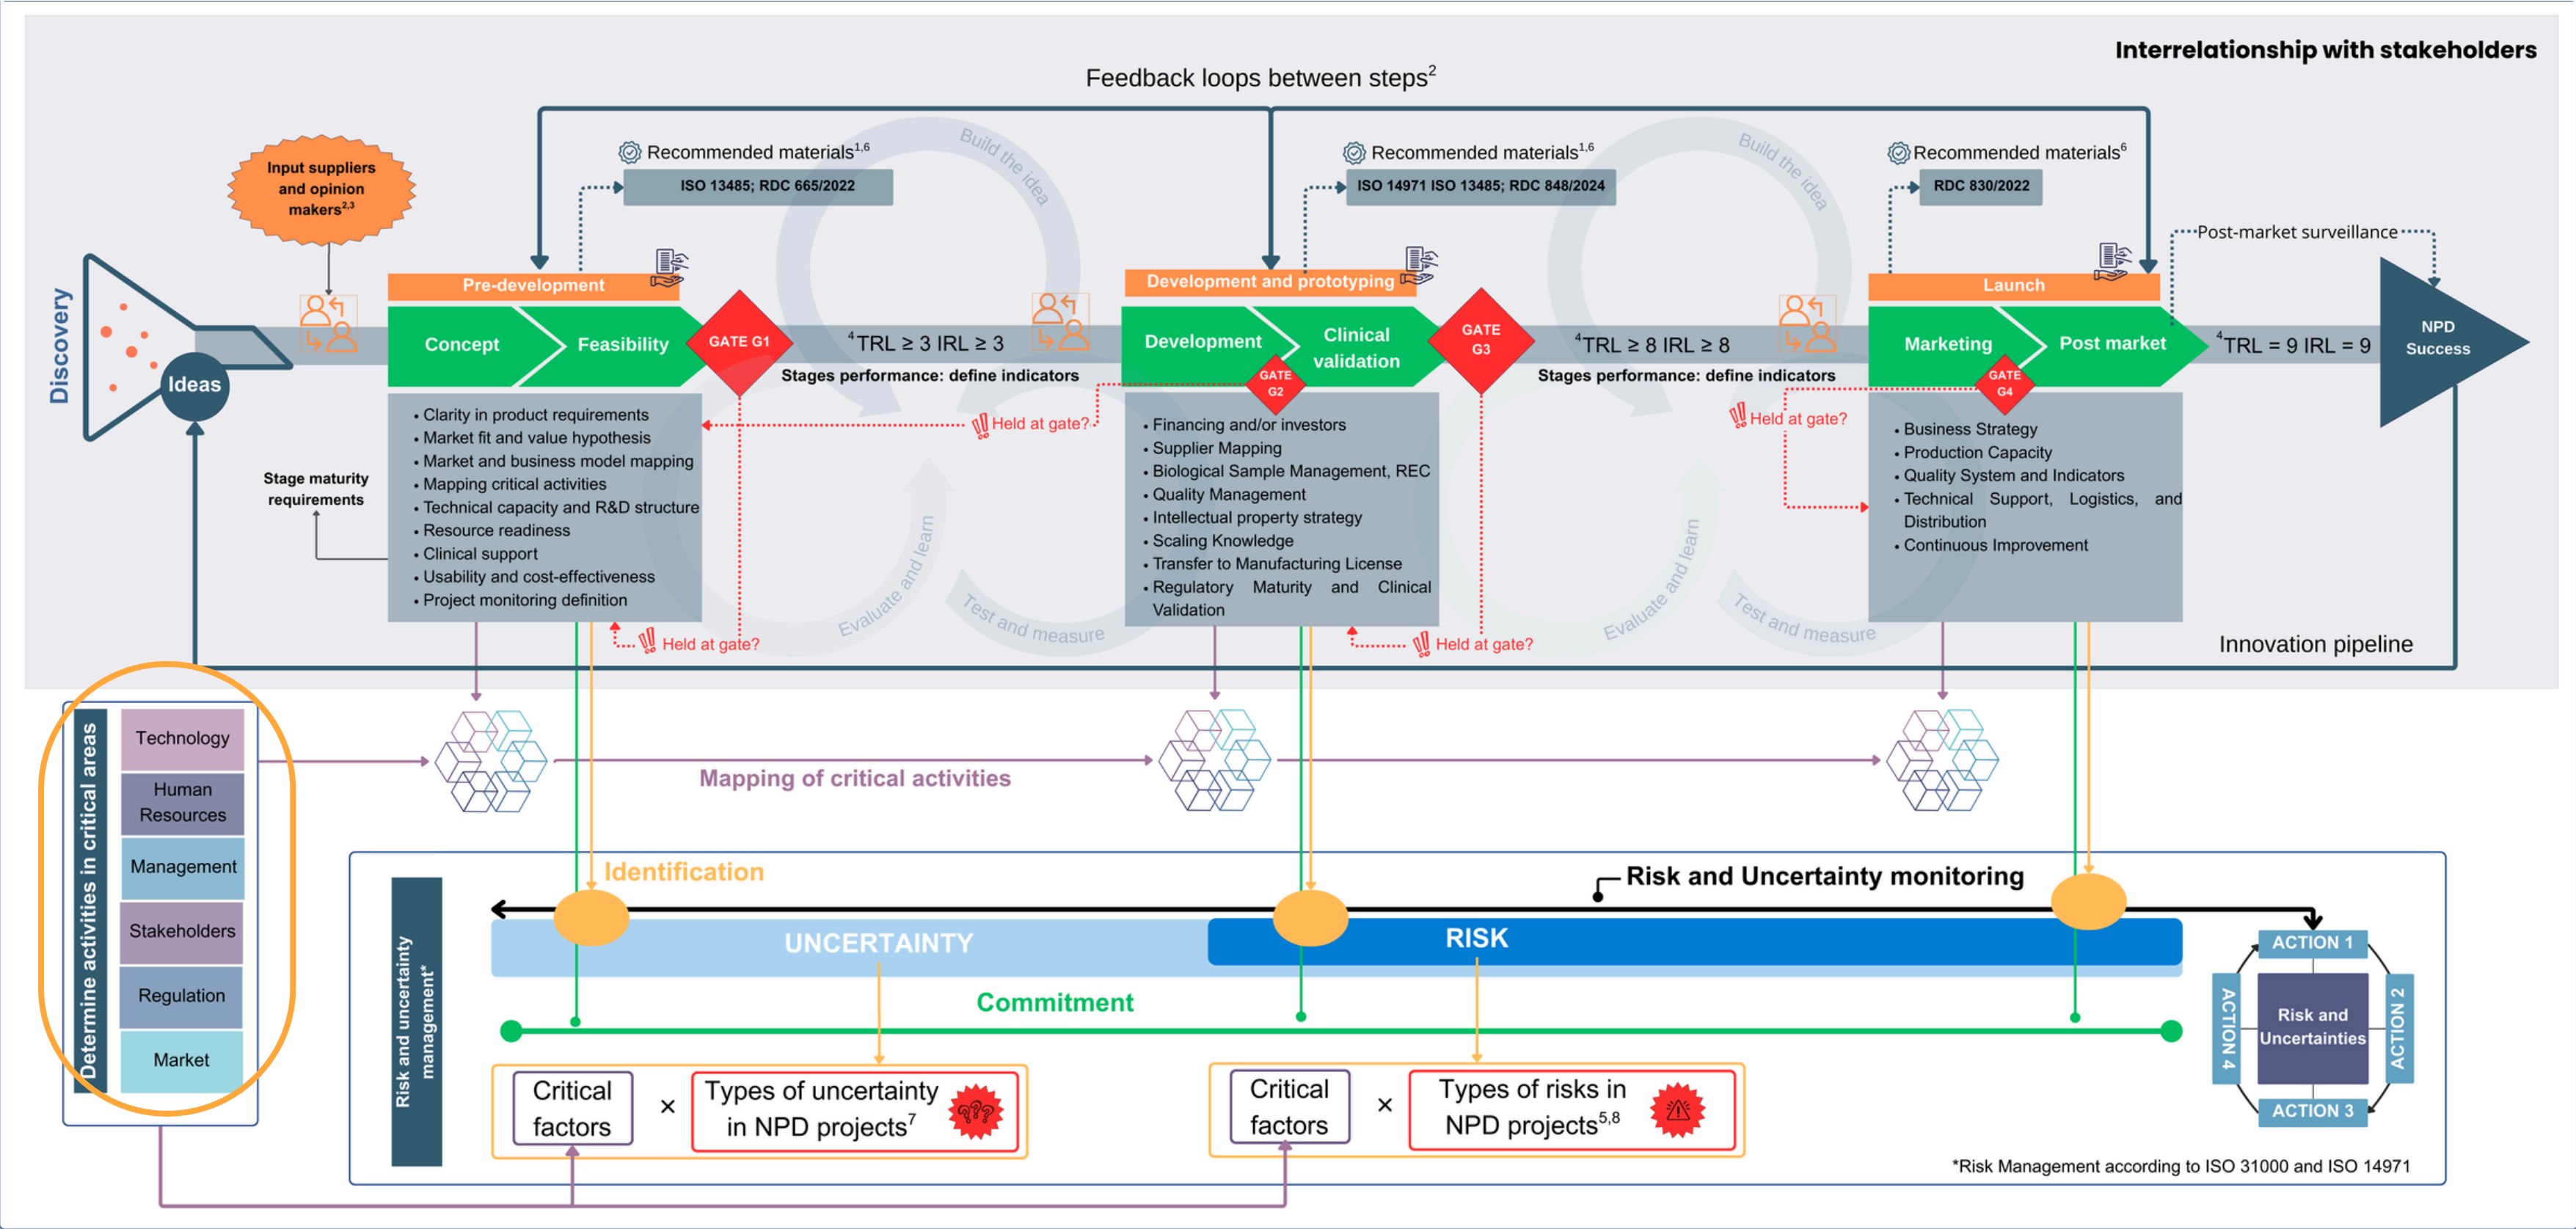 Interrelationship with stakeholders
Feedback loops between steps2
Input suppliers
and opinion
makers2,3
Recommended materials1,6
ISO 13485; RDC 665/2022
Build the idea
Recommended materials1,6
ISO 14971 ISO 13485; RDC 848/2024
Build the idea
Recommended materials6
RDC 830/2022
Post-market surveillance
Discovery
Ideas
Pre-development
Concept
Feasibility
GATE G1
4TRL ≥ 3 IRL ≥ 3
Stages performance: define indicators
Development and prototyping
Development
Clinical
validation
GATE
G2
GATE
G3
4TRL ≥ 8 IRL ≥ 8
Stages performance: define indicators
Launch
Marketing
Post market
GATE
G4
4TRL = 9 IRL = 9
NPD
Success
Stage maturity
requirements
• Clarity in product requirements
• Market fit and value hypothesis
• Market and business model mapping
• Mapping critical activities
• Technical capacity and R&D structure
• Resource readiness
• Clinical support
• Usability and cost-effectiveness
• Project monitoring definition
Held at gate?
Held at gate?
Evaluate and learn
Test and measure
• Financing and/or investors
• Supplier Mapping
• Biological Sample Management, REC
• Quality Management
• Intellectual property strategy
• Scaling Knowledge
• Transfer to Manufacturing License
• Regulatory Maturity and Clinical
Validation
Held at gate?
Held at gate?
Evaluate and learn
Test and measure
• Business Strategy
• Production Capacity
• Quality System and Indicators
• Technical Support, Logistics, and
Distribution
• Continuous Improvement
Innovation pipeline
Determine activities in critical areas
Technology
Human
Resources
Management
Stakeholders
Regulation
Market
Mapping of critical activities
Risk and uncertainty
management*
Identification
Risk and Uncertainty monitoring
UNCERTAINTY
RISK
Commitment
Critical
factors
×
Types of uncertainty
in NPD projects7
???
Critical
factors
×
Types of risks in
NPD projects5,8
ACTION 1
ACTION 2
ACTION 3
ACTION 4
Risk and
Uncertainties
*Risk Management according to ISO 31000 and ISO 14971